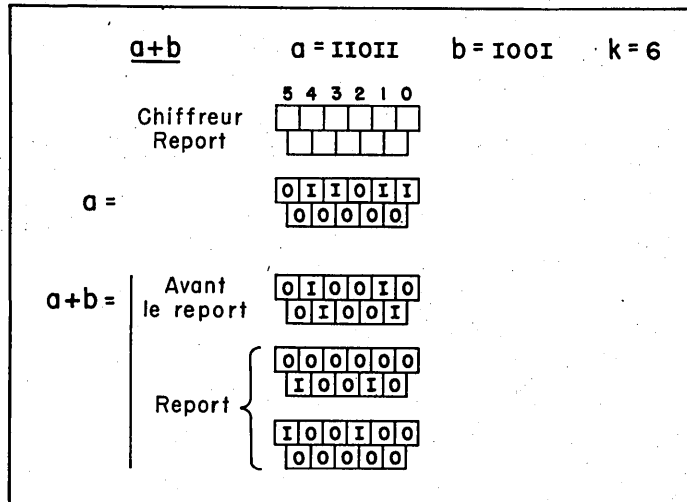 a+b a = IIOII b = IOOI k = 6
5 4 3 2 1 0
Chiffreur
Report
a = O I I O I I
O O O O O
a+b = Avant le report
O I O O I O
O I O O I
Report
O O O O O O
I O O I O
I O O I O O
O O O O O